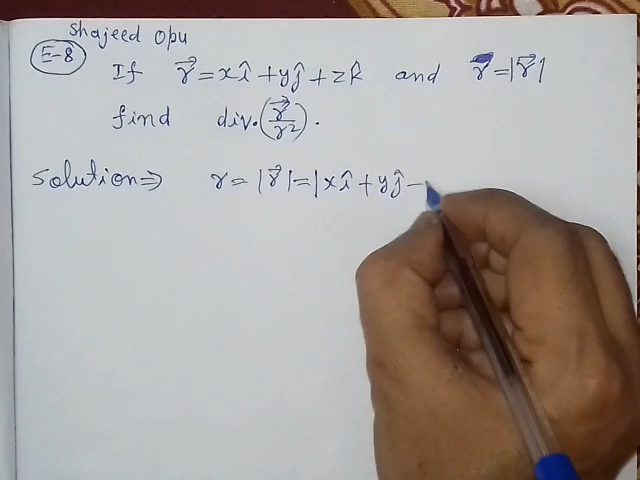 Shajeed Opu
E-8
If r⃗ = xî + yĵ + zk̂ and r = |r⃗|
find div.(r⃗/r²).
Solution ⇒ r = |r⃗| = |xî + yĵ -